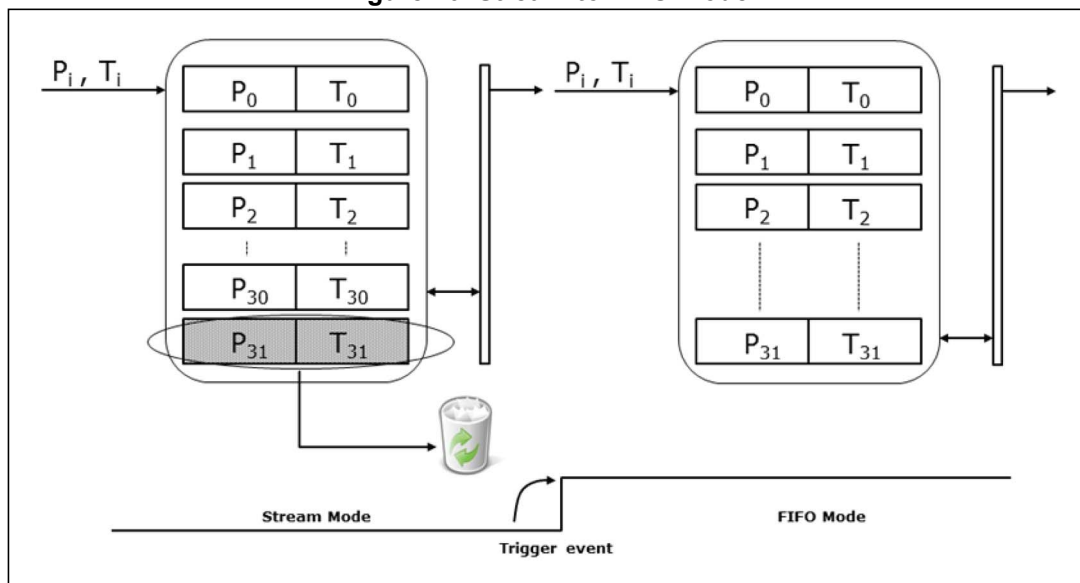 P_i , T_i
P_0 T_0
P_1 T_1
P_2 T_2
P_30 T_30
P_31 T_31
P_i , T_i
P_0 T_0
P_1 T_1
P_2 T_2
P_31 T_31
Stream Mode
Trigger event
FIFO Mode